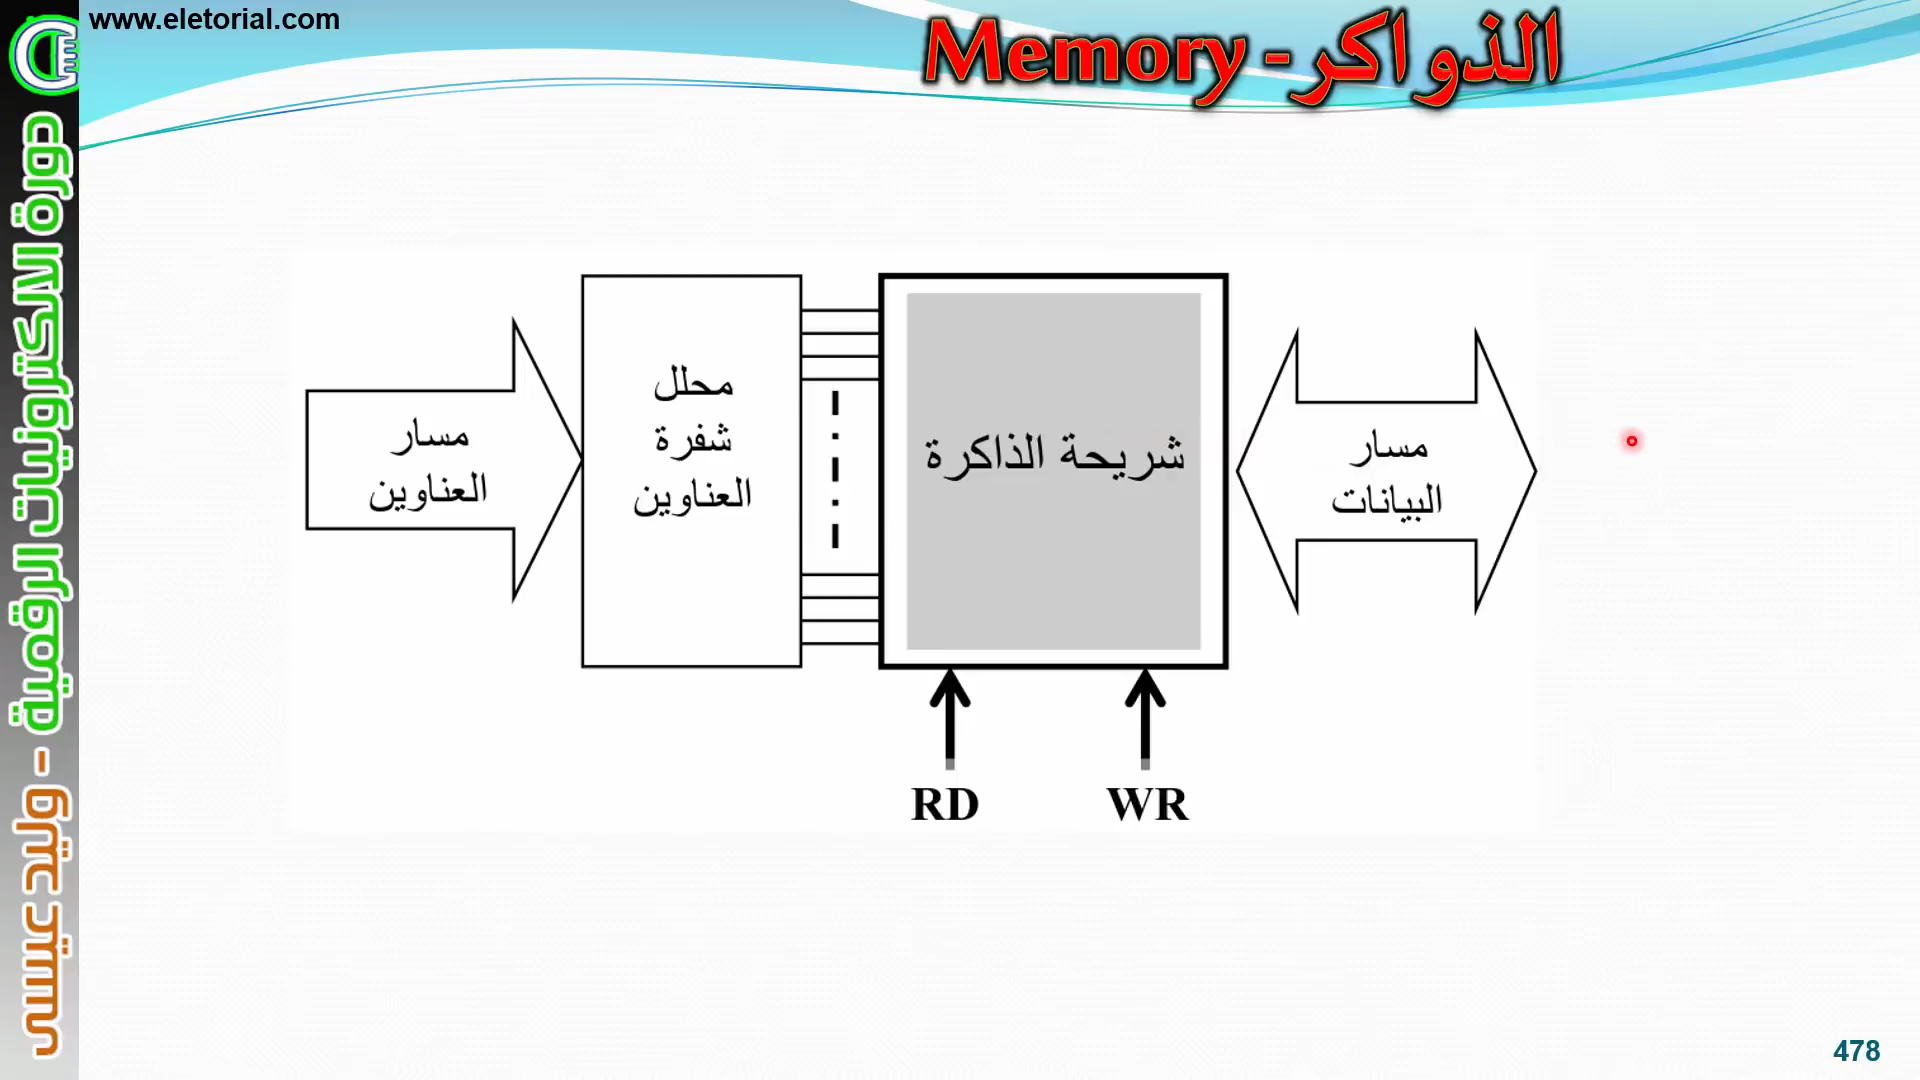 www.eletorial.com
الذواكر - Memory
دورة الالكترونيات الرقمية - وليد عيسى
مسار
العناوين
محلل
شفرة
العناوين
شريحة الذاكرة
مسار
البيانات
RD
WR
478